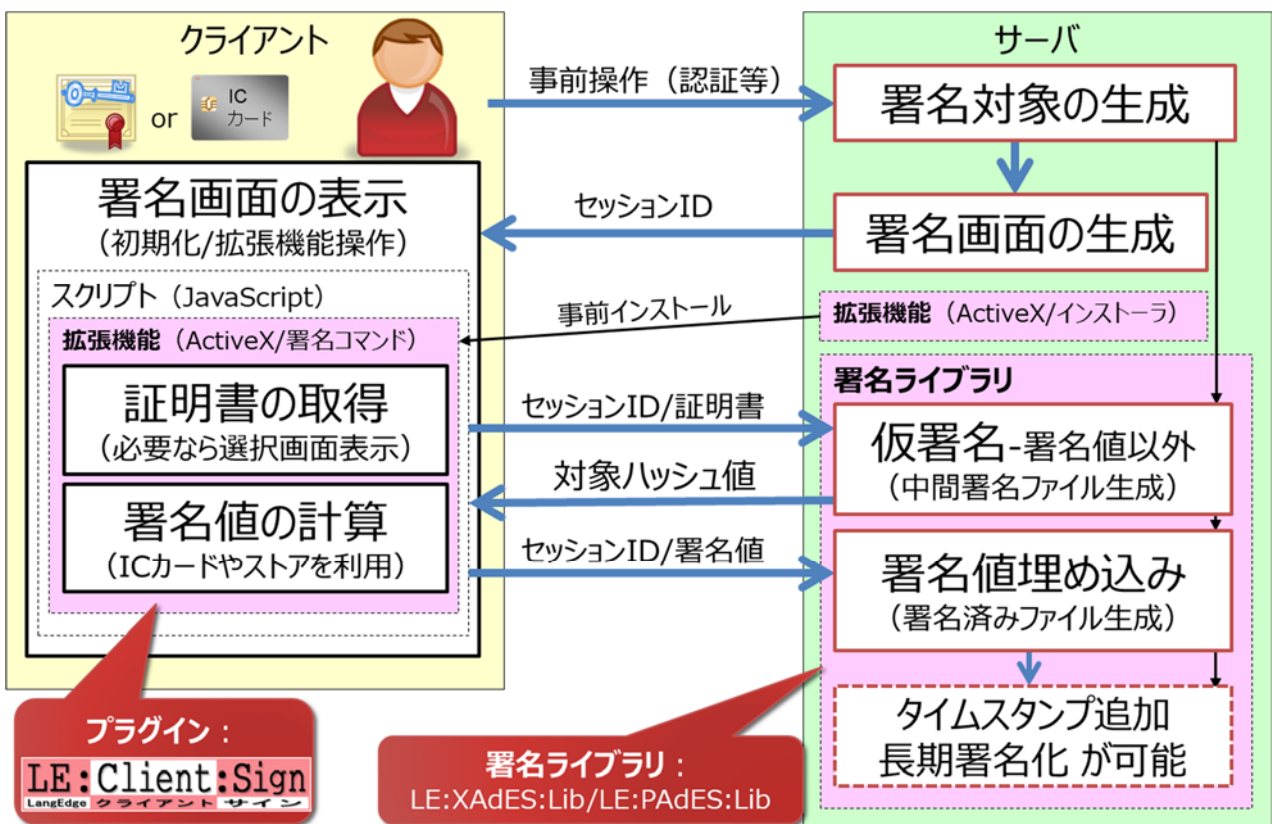 クライアント
or
IC
カード
署名画面の表示
（初期化/拡張機能操作）
スクリプト（JavaScript）
拡張機能（ActiveX/署名コマンド）
証明書の取得
（必要なら選択画面表示）
署名値の計算
（ICカードやストアを利用）
プラグイン：
LE:Client:Sign
LangEdge クライアント サイン
事前操作（認証等）
セッションID
事前インストール
セッションID/証明書
対象ハッシュ値
セッションID/署名値
サーバ
署名対象の生成
署名画面の生成
拡張機能（ActiveX/インストーラ）
署名ライブラリ
仮署名-署名値以外
（中間署名ファイル生成）
署名値埋め込み
（署名済みファイル生成）
タイムスタンプ追加
長期署名化 が可能
署名ライブラリ：
LE:XAdES:Lib/LE:PAdES:Lib